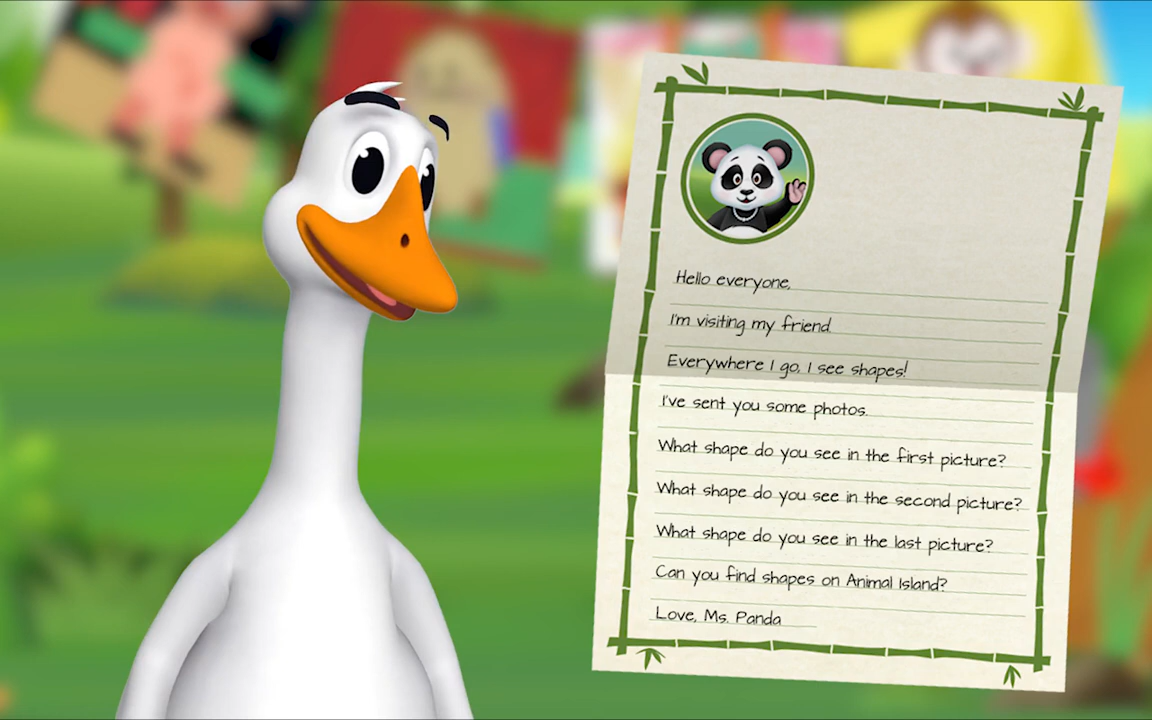 Hello everyone,
I'm visiting my friend.
Everywhere I go, I see shapes!
I've sent you some photos.
What shape do you see in the first picture?
What shape do you see in the second picture?
What shape do you see in the last picture?
Can you find shapes on Animal Island?
Love, Ms. Panda